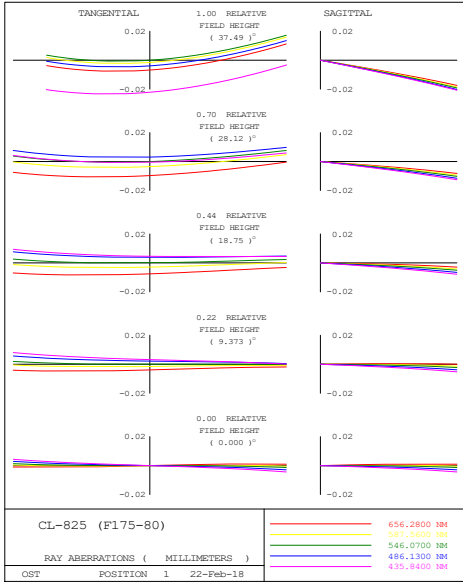 TANGENTIAL 1.00 RELATIVE SAGITTAL
FIELD HEIGHT
0.02 ( 37.49 )° 0.02
-0.02 -0.02
0.70 RELATIVE
FIELD HEIGHT
0.02 ( 28.12 )° 0.02
-0.02 -0.02
0.44 RELATIVE
FIELD HEIGHT
0.02 ( 18.75 )° 0.02
-0.02 -0.02
0.22 RELATIVE
FIELD HEIGHT
0.02 ( 9.373 )° 0.02
-0.02 -0.02
0.00 RELATIVE
FIELD HEIGHT
0.02 ( 0.000 )° 0.02
-0.02 -0.02
CL-825 (F175-80)
RAY ABERRATIONS ( MILLIMETERS )
OST POSITION 1 22-Feb-18
656.2800 NM
NM
546.0700 NM
486.1300 NM
435.8400 NM